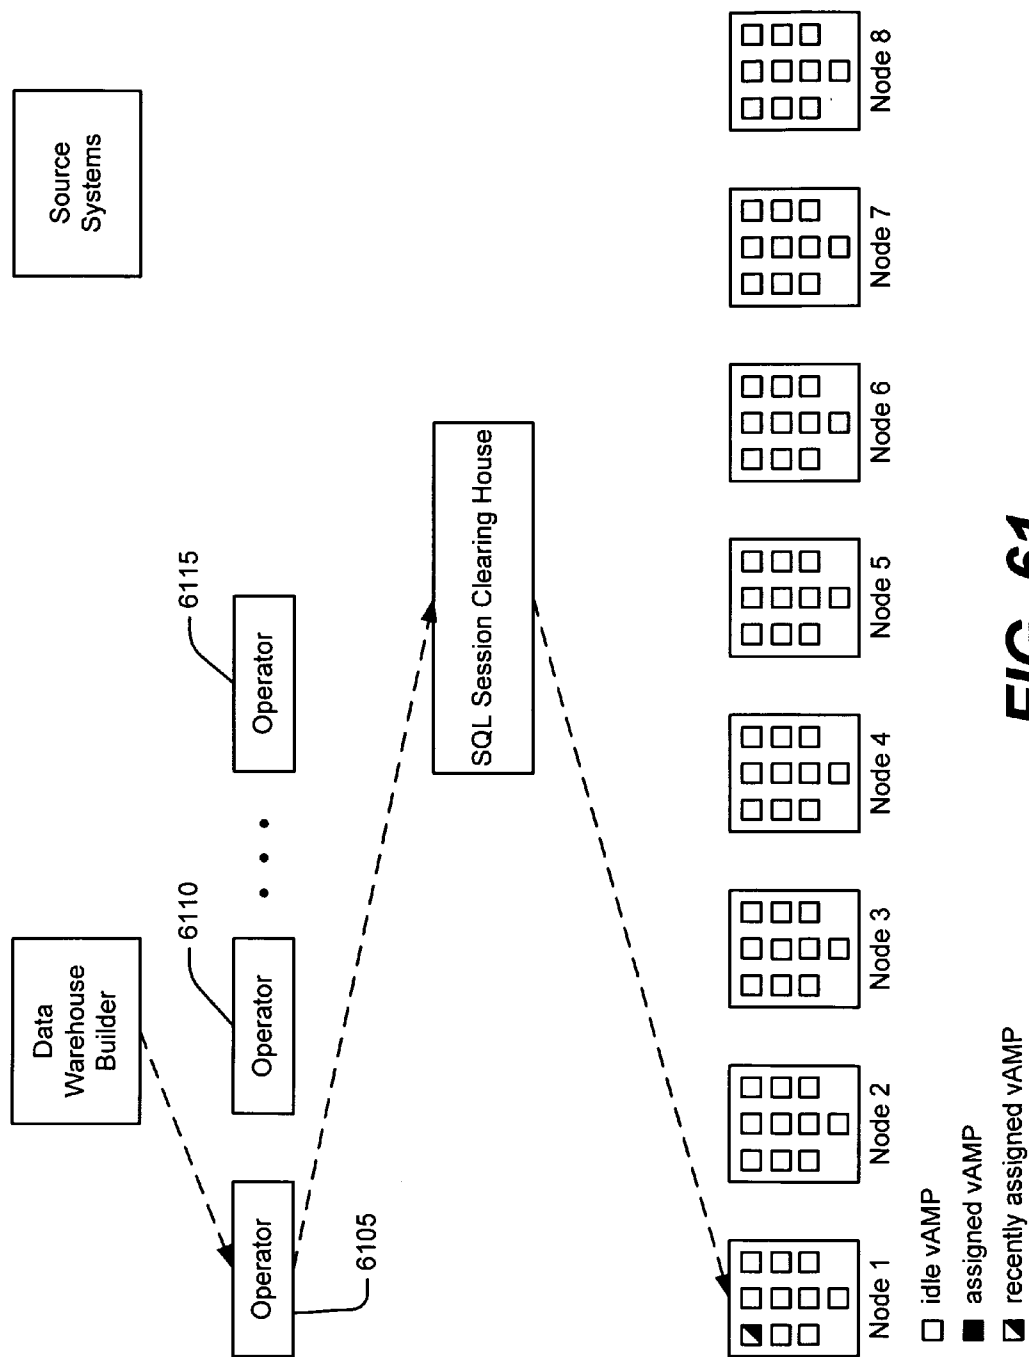 Data
Warehouse
Builder
Source
Systems
6110
6115
Operator
Operator
Operator
6105
SQL Session Clearing House
Node 1
Node 2
Node 3
Node 4
Node 5
Node 6
Node 7
Node 8
idle vAMP
assigned vAMP
recently assigned vAMP
FIG. 61